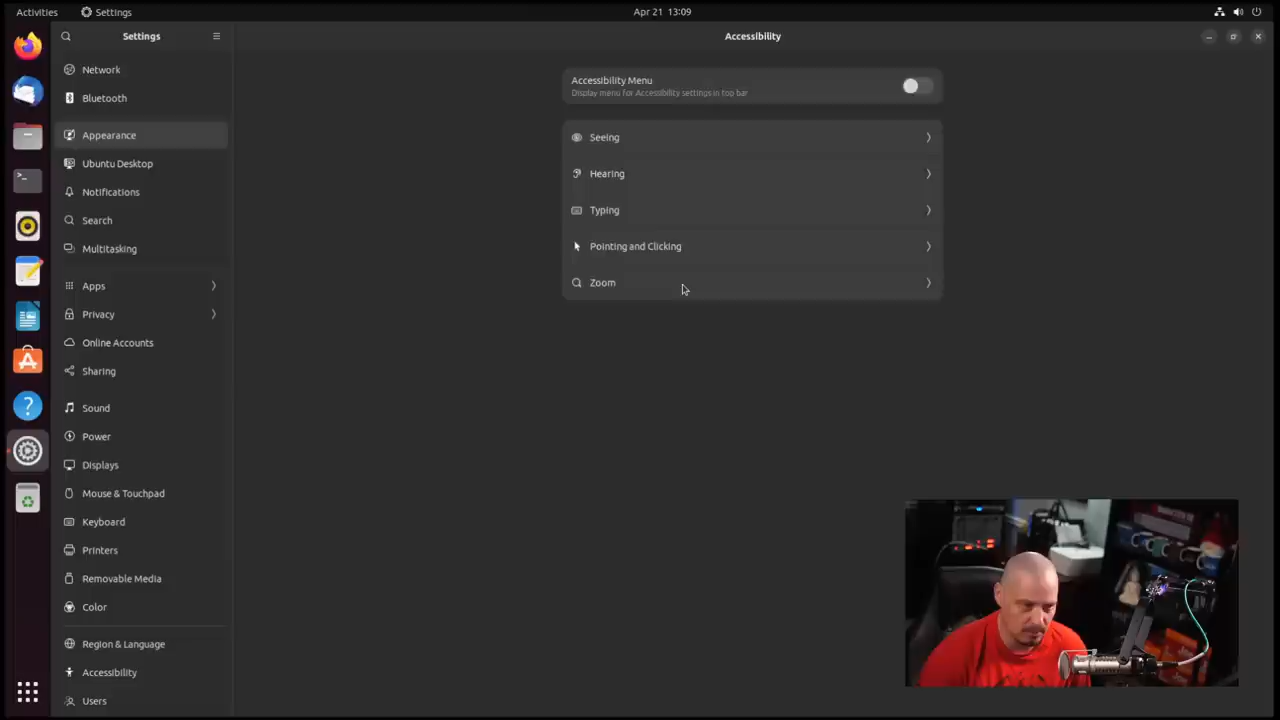 Activities
Settings
Apr 21 13:09
Settings
Accessibility
Network
Bluetooth
Appearance
Ubuntu Desktop
Notifications
Search
Multitasking
Apps
Privacy
Online Accounts
Sharing
Sound
Power
Displays
Mouse & Touchpad
Keyboard
Printers
Removable Media
Color
Region & Language
Accessibility
Users
Accessibility Menu
Display menu for Accessibility settings in top bar
Seeing
Hearing
Typing
Pointing and Clicking
Zoom